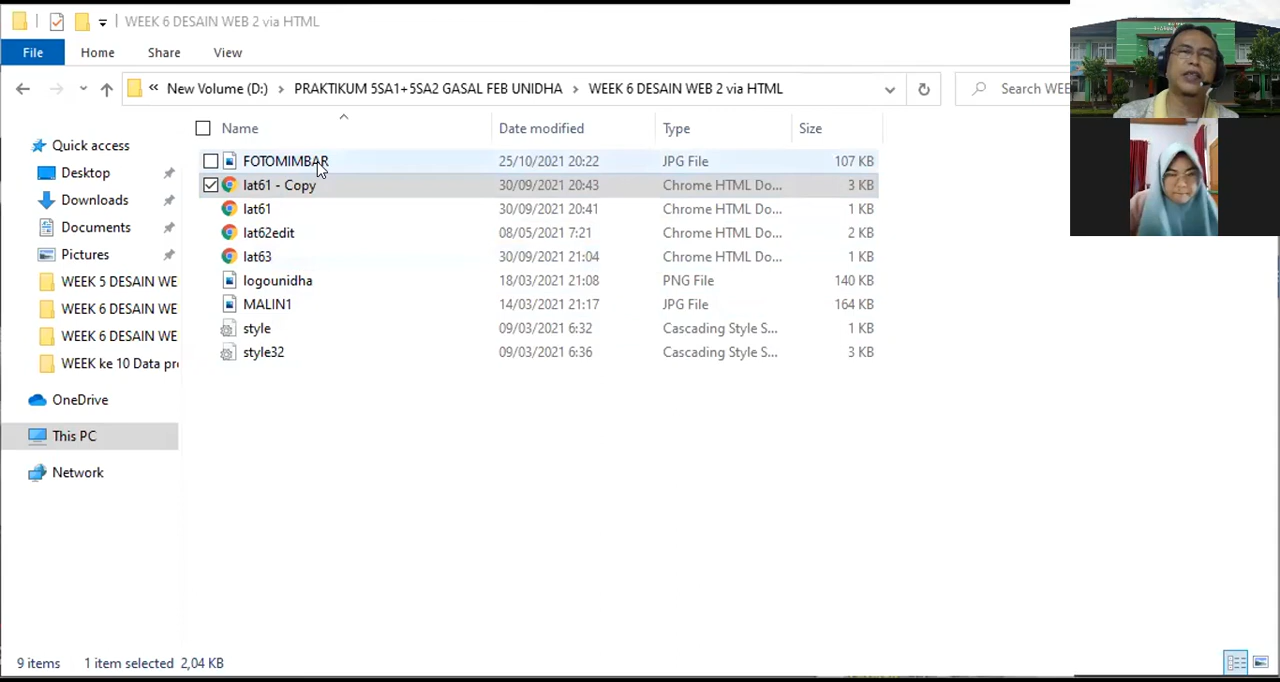 WEEK 6 DESAIN WEB 2 via HTML
File Home Share View
« New Volume (D:) › PRAKTIKUM 5SA1+5SA2 GASAL FEB UNIDHA › WEEK 6 DESAIN WEB 2 via HTML
Search WEE
Name Date modified Type Size
FOTOMIMBAR 25/10/2021 20:22 JPG File 107 KB
lat61 - Copy 30/09/2021 20:43 Chrome HTML Do... 3 KB
lat61 30/09/2021 20:41 Chrome HTML Do... 1 KB
lat62edit 08/05/2021 7:21 Chrome HTML Do... 2 KB
lat63 30/09/2021 21:04 Chrome HTML Do... 1 KB
logounidha 18/03/2021 21:08 PNG File 140 KB
MALIN1 14/03/2021 21:17 JPG File 164 KB
style 09/03/2021 6:32 Cascading Style S... 1 KB
style32 09/03/2021 6:36 Cascading Style S... 3 KB
Quick access
Desktop
Downloads
Documents
Pictures
WEEK 5 DESAIN WE
WEEK 6 DESAIN WE
WEEK 6 DESAIN WE
WEEK ke 10 Data pr
OneDrive
This PC
Network
9 items 1 item selected 2,04 KB